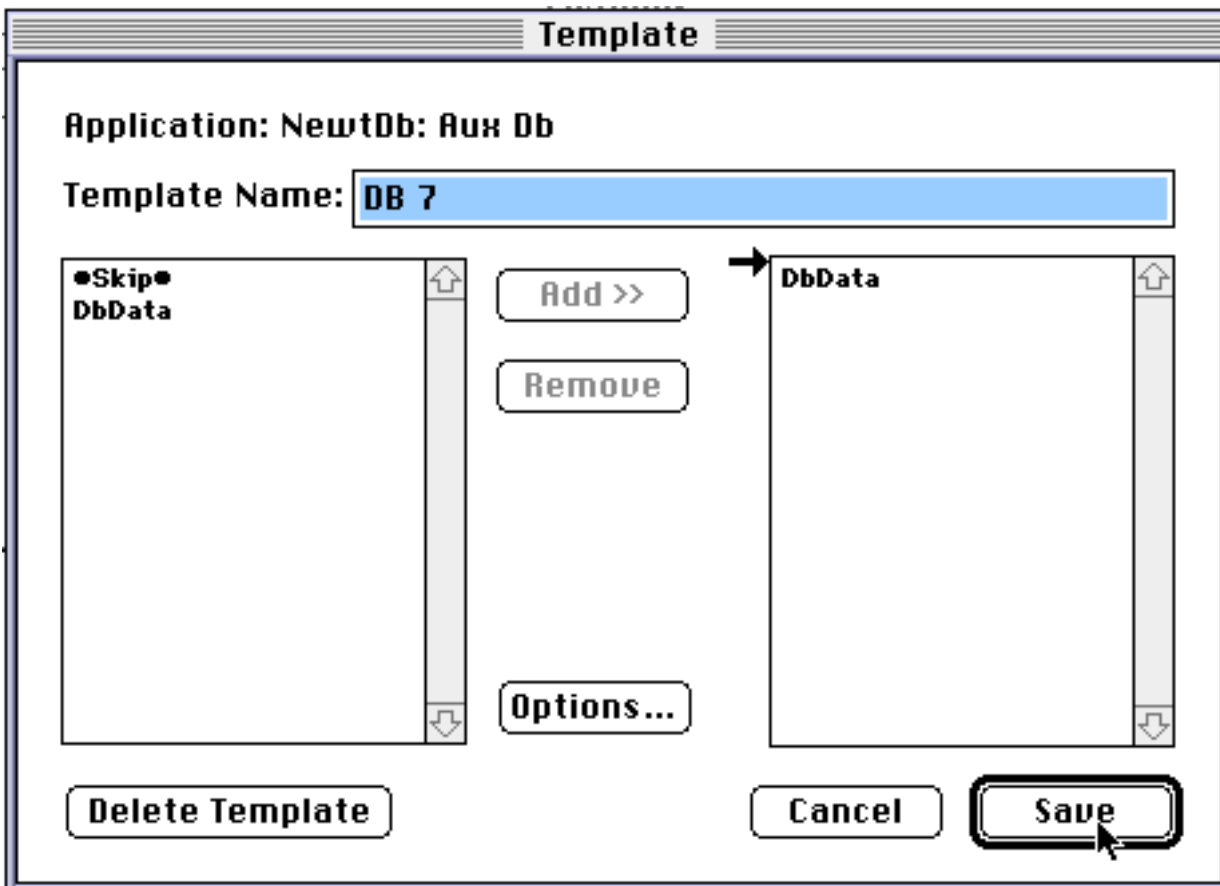 Template
Application: NewtDb: Aux Db
Template Name: DB 7
•Skip•
DbData
Add >>
Remove
Options...
DbData
Delete Template
Cancel
Save